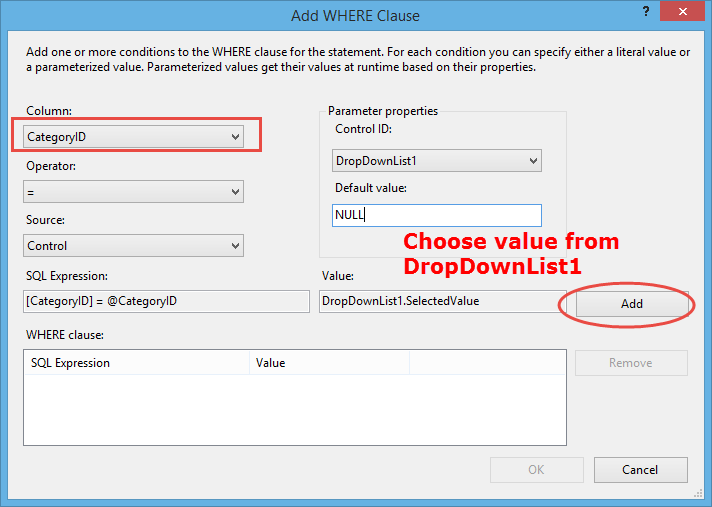 Add WHERE Clause
?
Add one or more conditions to the WHERE clause for the statement. For each condition you can specify either a literal value or
a parameterized value. Parameterized values get their values at runtime based on their properties.
Column:
CategoryID
Operator:
=
Source:
Control
Parameter properties
Control ID:
DropDownList1
Default value:
NULL
Choose value from
DropDownList1
SQL Expression:
[CategoryID] = @CategoryID
Value:
DropDownList1.SelectedValue
Add
WHERE clause:
SQL Expression Value
Remove
OK Cancel